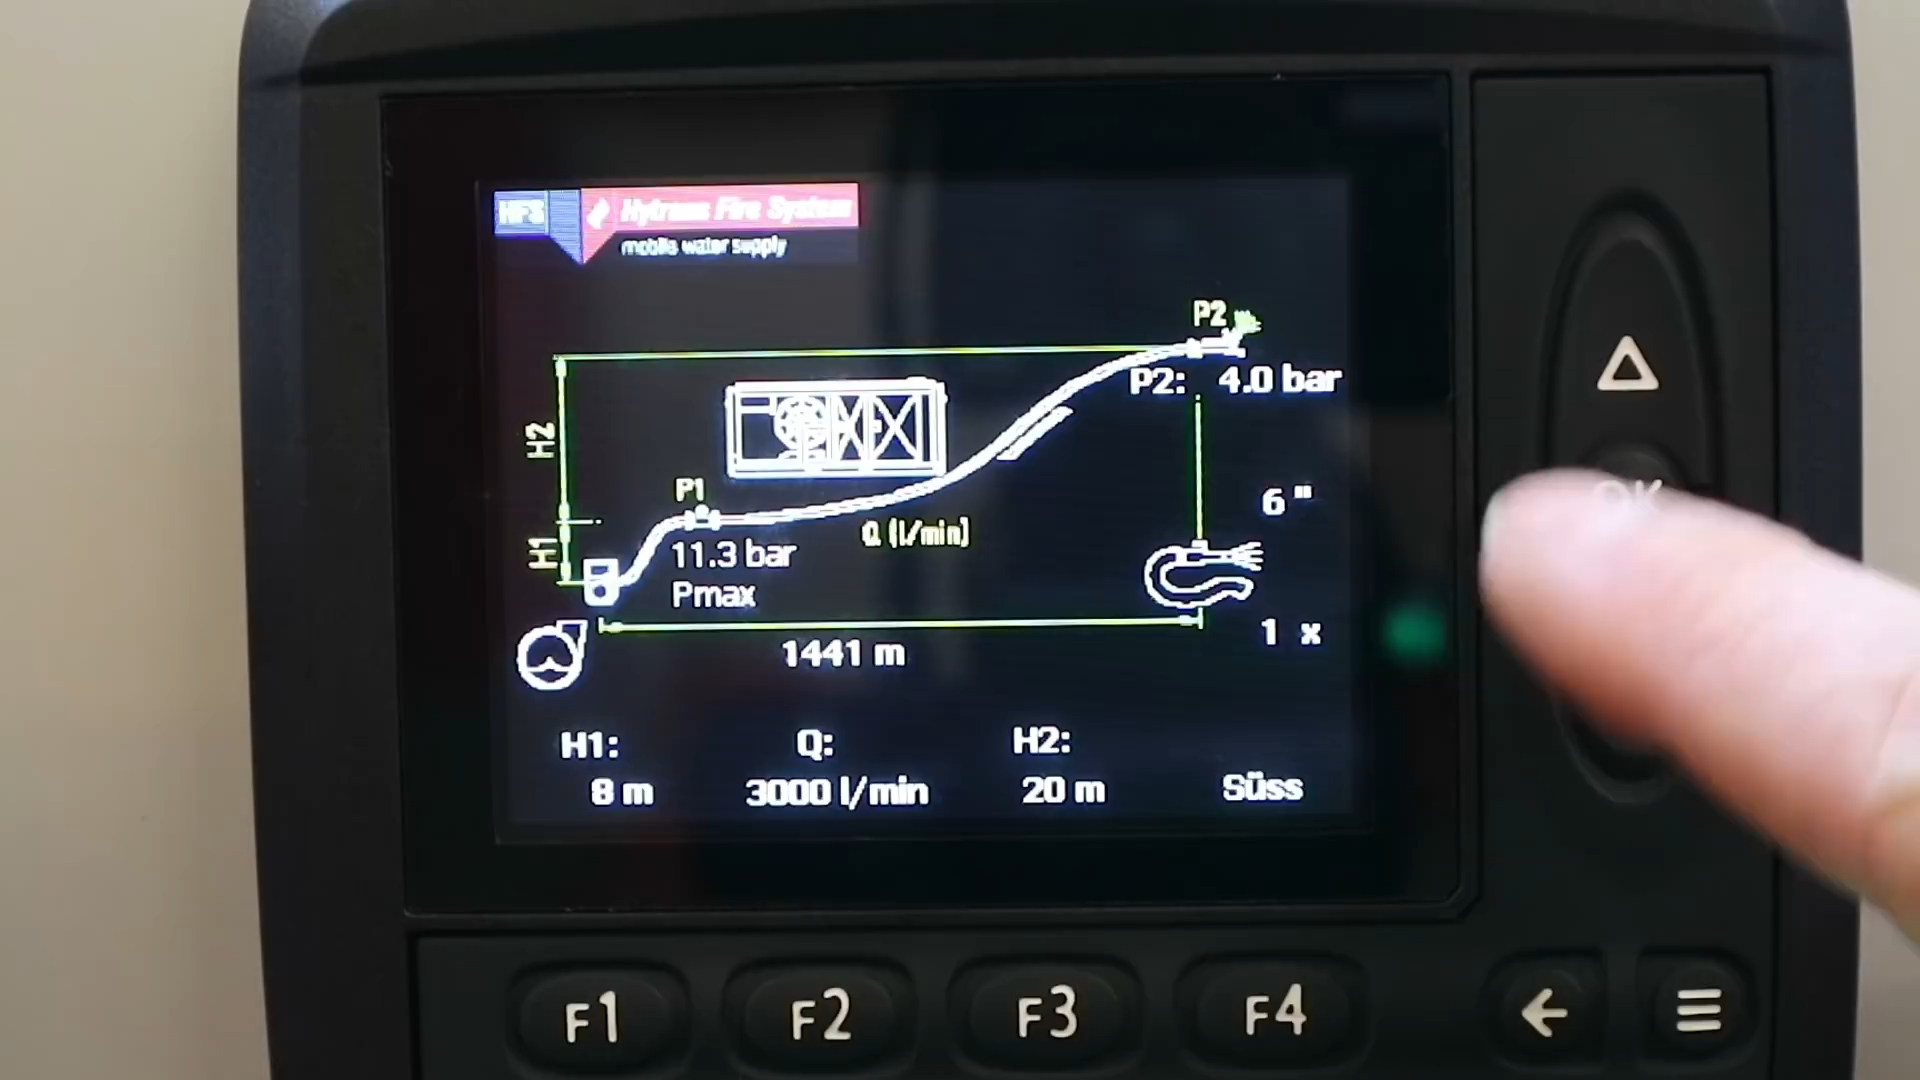 HFS Hytrans Fire System
mobile water supply
P2
P2: 4.0 bar
H2
P1
6 "
Q (l/min)
H1
11.3 bar
Pmax
1 x
1441 m
H1: Q: H2:
8 m 3000 l/min 20 m Süss
OK
F1 F2 F3 F4